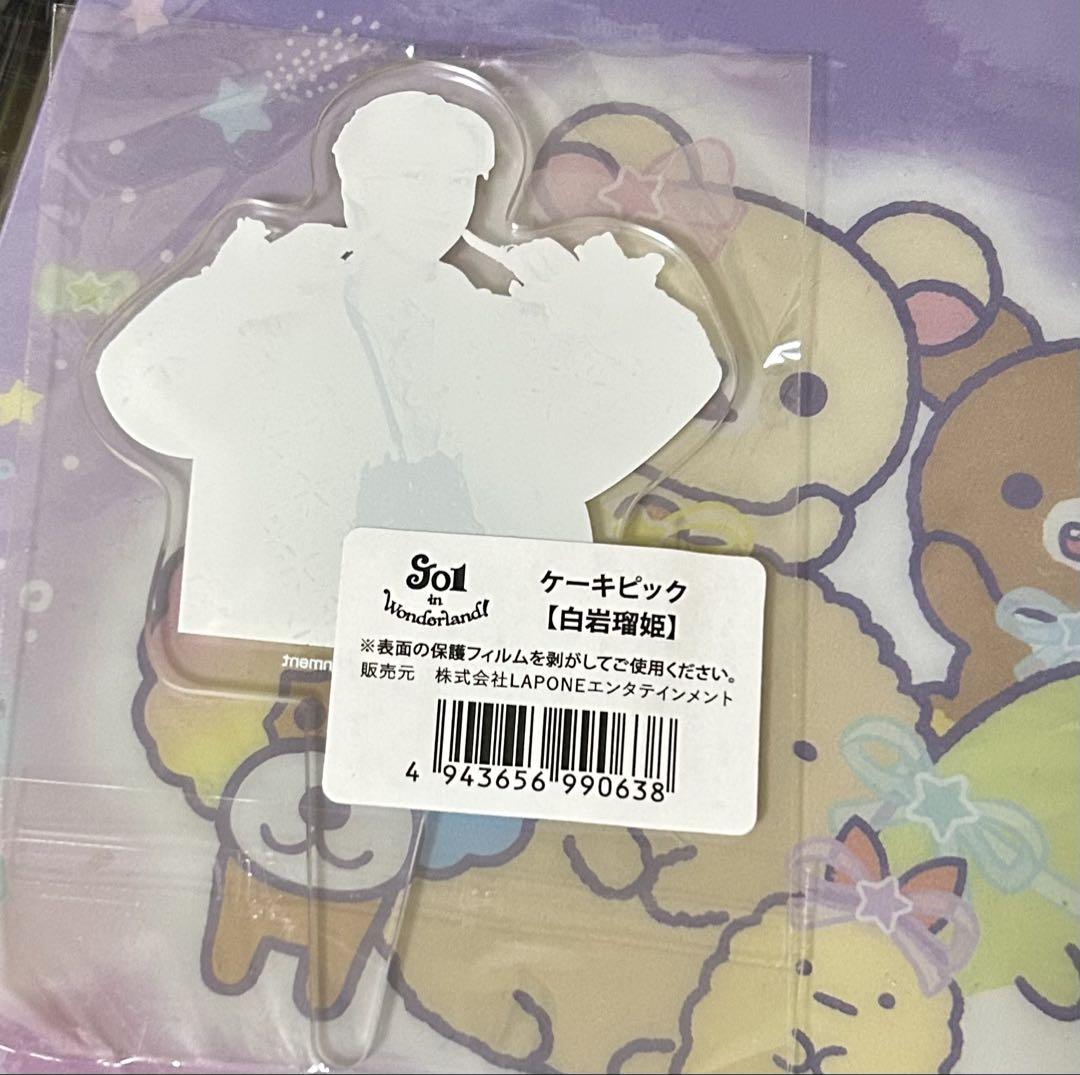 JO1
in
Wonderland!
ケーキピック
【白岩瑠姫】
※表面の保護フィルムを剥がしてご使用ください。
販売元 株式会社LAPONEエンタテインメント
4 943656 990638